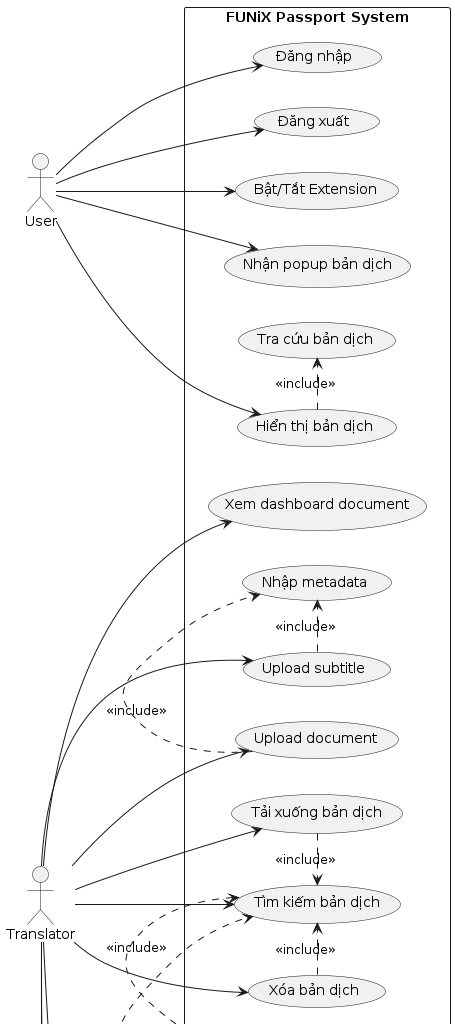 FUNiX Passport System
Đăng nhập
Đăng xuất
Bật/Tắt Extension
User
Nhận popup bản dịch
Tra cứu bản dịch
«include»
Hiển thị bản dịch
Xem dashboard document
Nhập metadata
«include»
Upload subtitle
«include»
Upload document
Tải xuống bản dịch
«include»
Tìm kiếm bản dịch
Translator
«include»
«include»
Xóa bản dịch